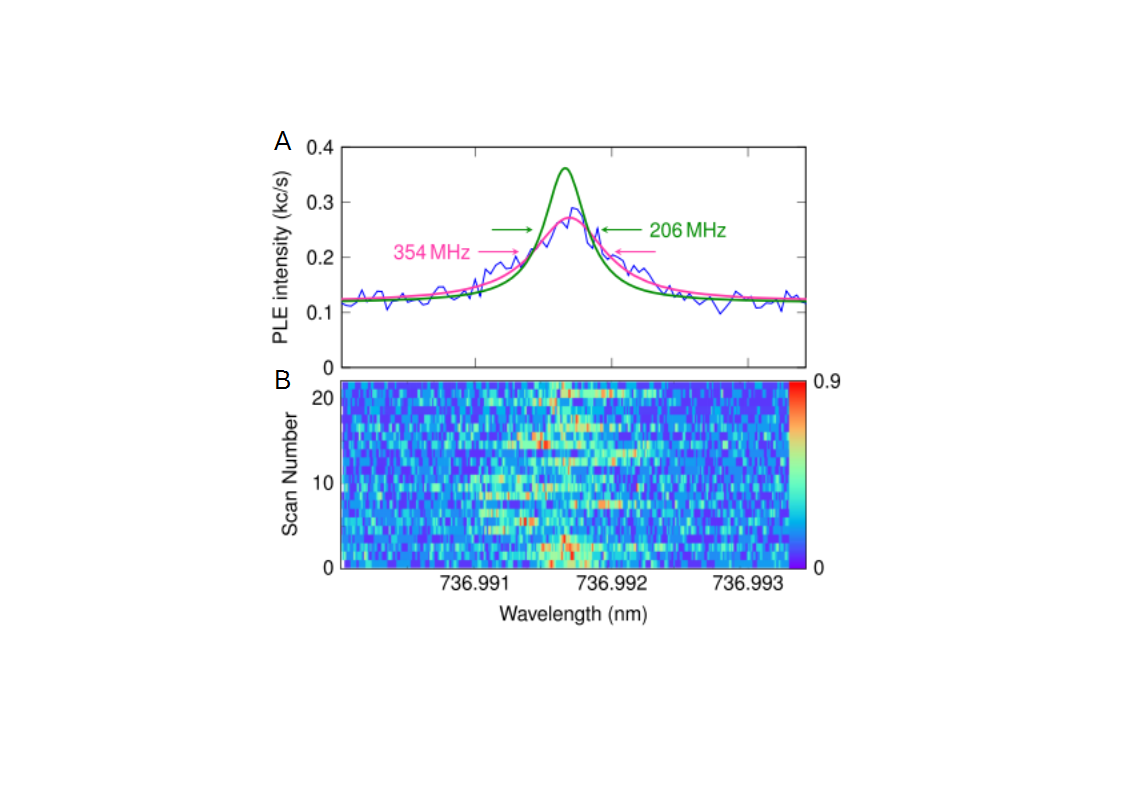 A
0.4
0.3
0.2
0.1
0
PLE intensity (kc/s)
206 MHz
354 MHz
B
20
10
0
Scan Number
0.9
0
736.991
736.992
736.993
Wavelength (nm)